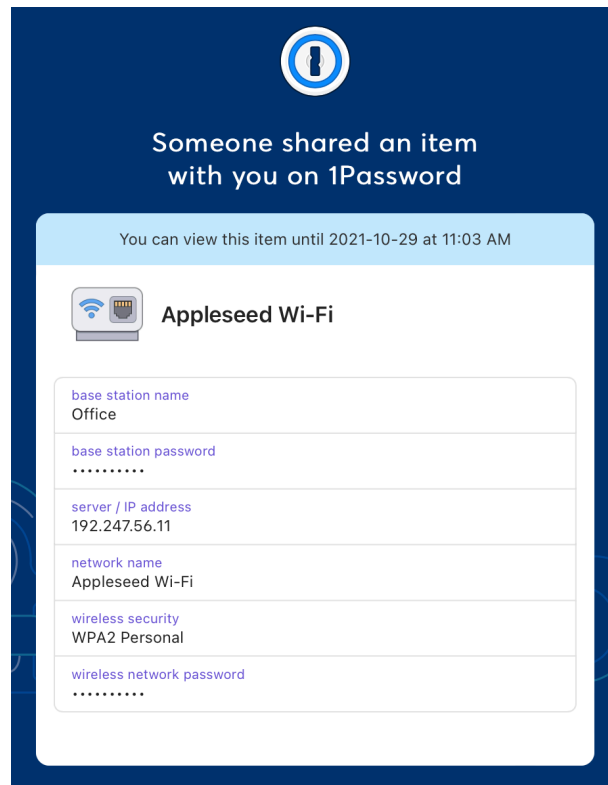 Someone shared an item
with you on 1Password
You can view this item until 2021-10-29 at 11:03 AM
Appleseed Wi-Fi
base station name
Office
base station password
••••••••••
server / IP address
192.247.56.11
network name
Appleseed Wi-Fi
wireless security
WPA2 Personal
wireless network password
••••••••••